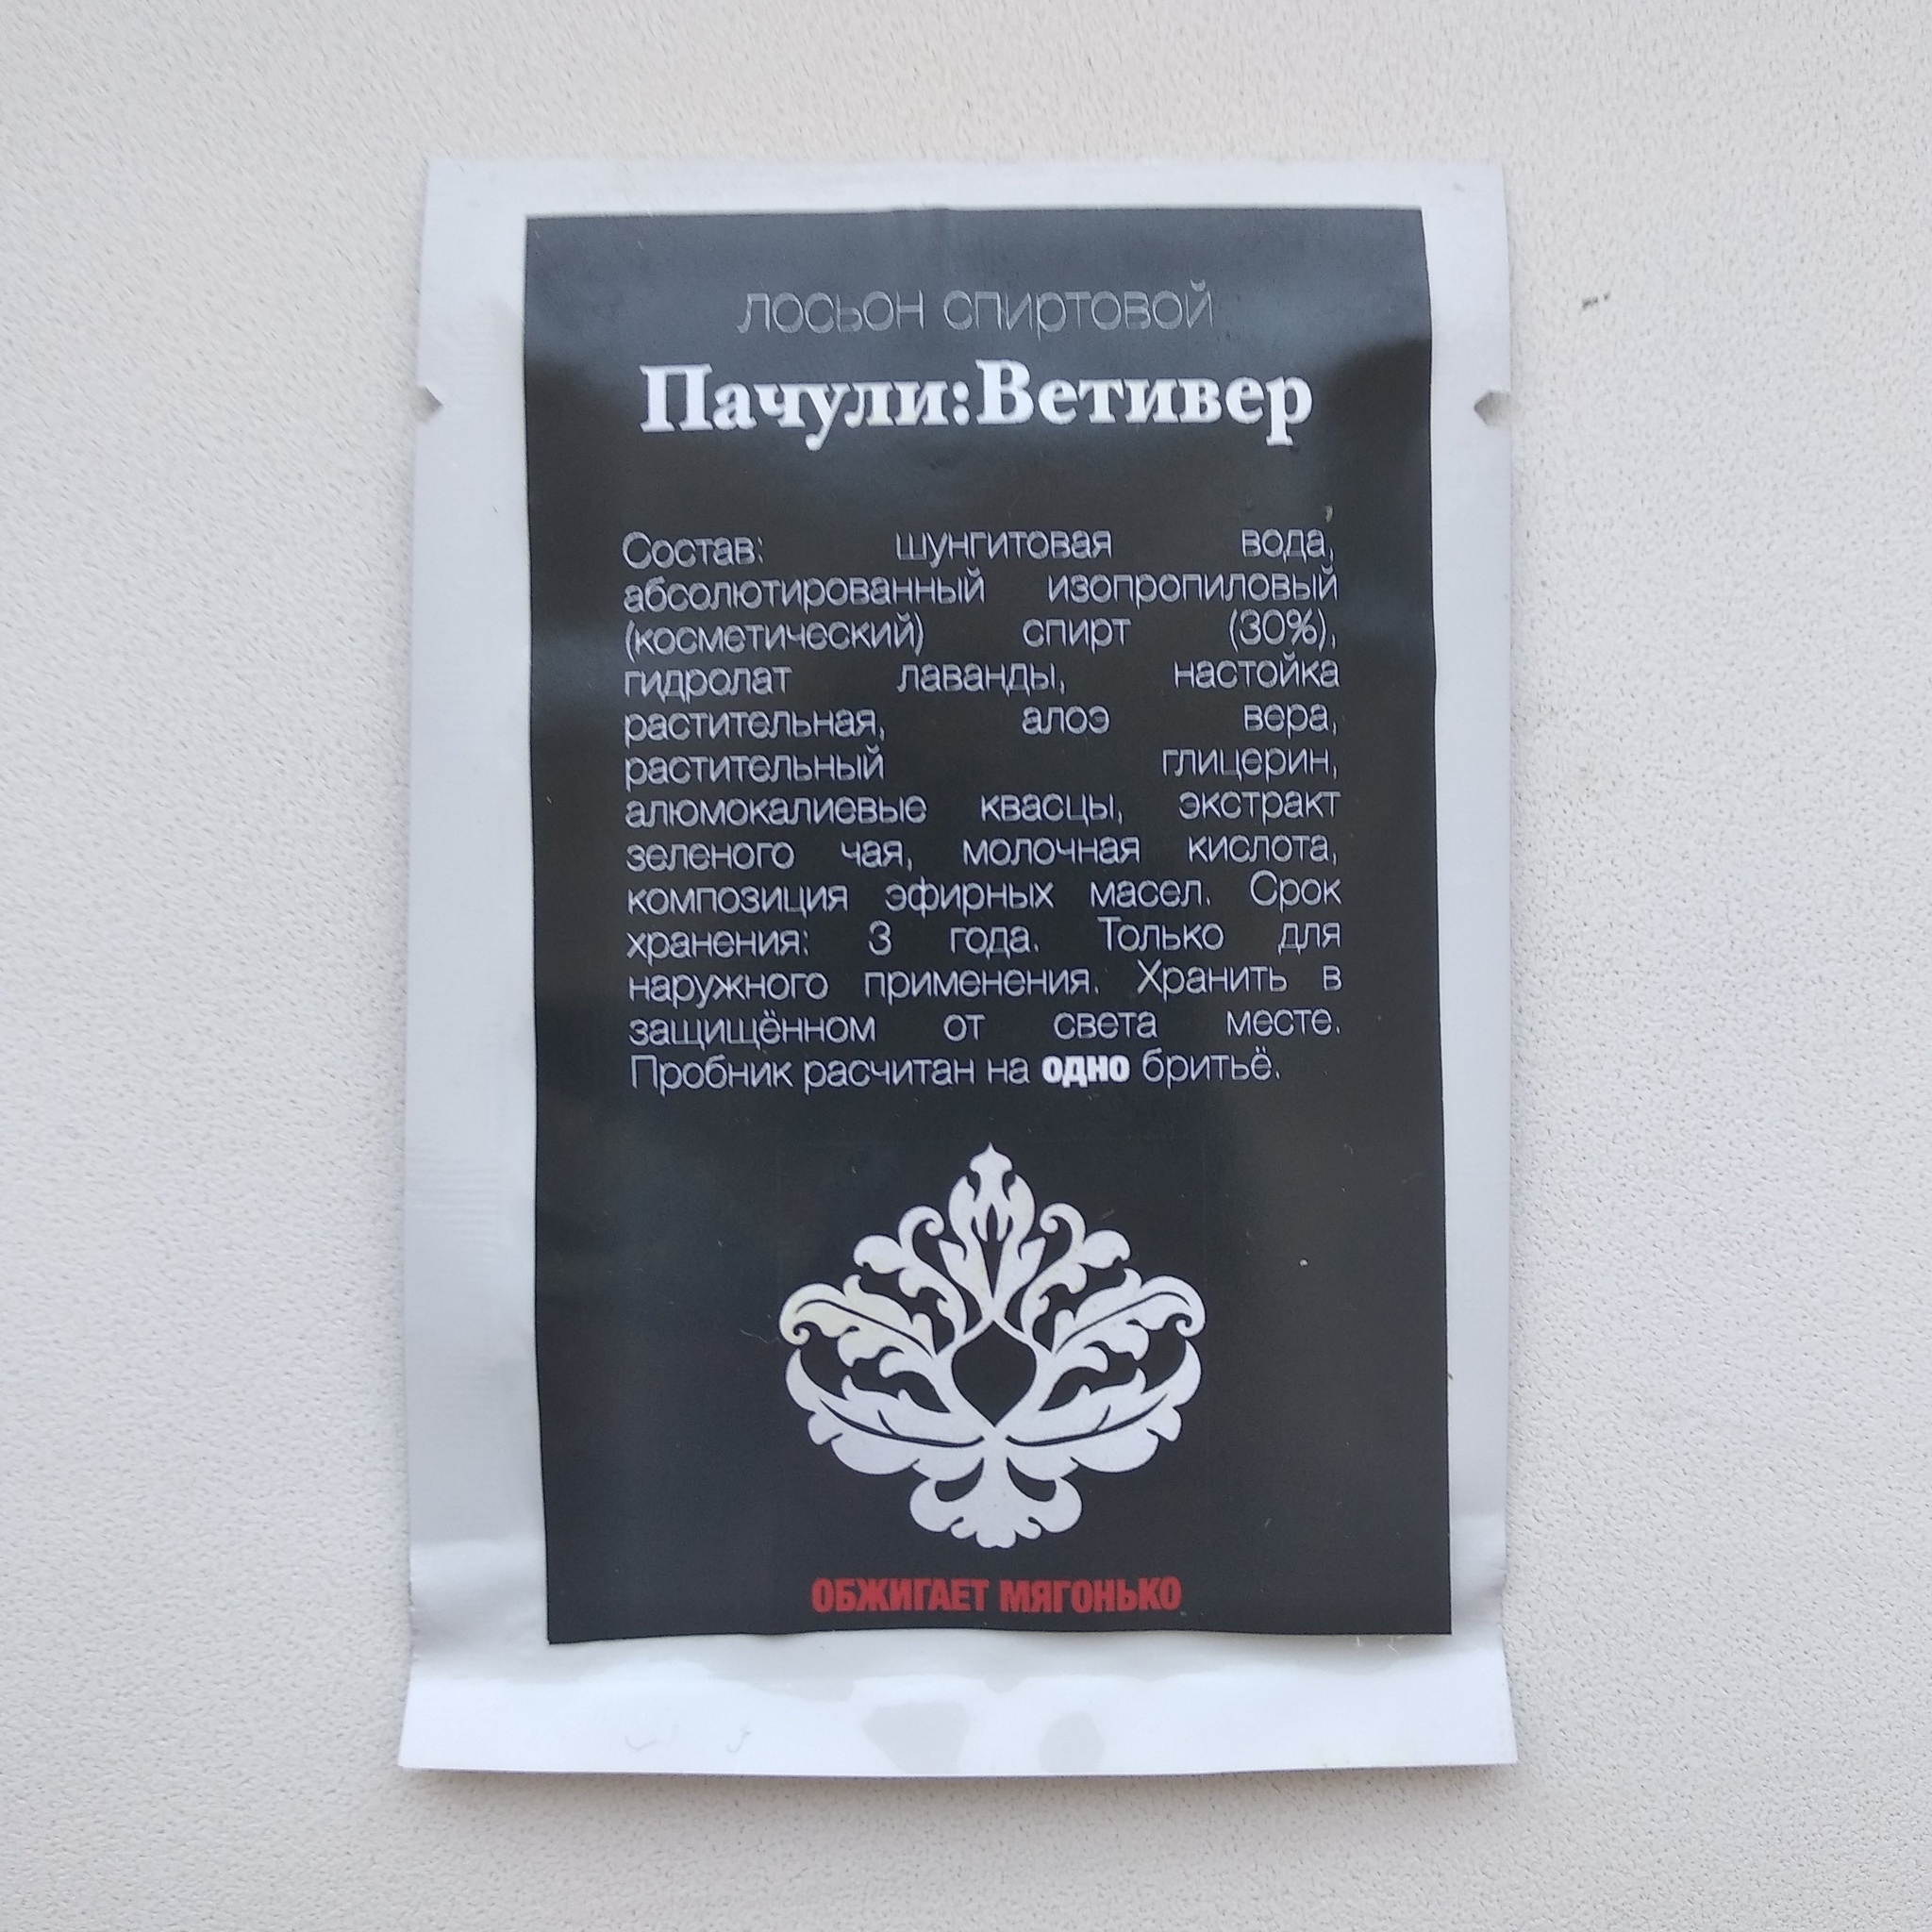 лосьон спиртовой
Пачули:Ветивер
Состав: шунгитовая вода,
абсолютированный изопропиловый
(косметический) спирт (30%),
гидролат лаванды, настойка
растительная, алоэ вера,
растительный глицерин,
алюмокалиевые квасцы, экстракт
зеленого чая, молочная кислота,
композиция эфирных масел. Срок
хранения: 3 года. Только для
наружного применения. Хранить в
защищённом от света месте.
Пробник расчитан на одно бритьё.
ОБЖИГАЕТ МЯГОНЬКО